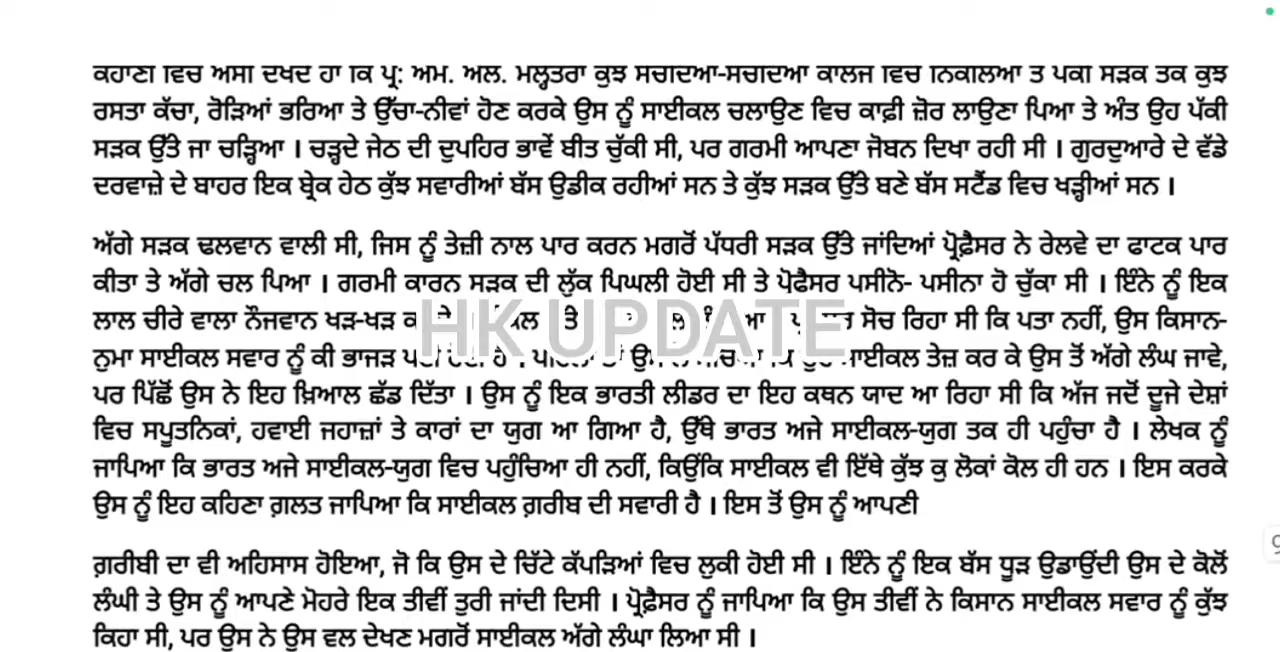 ਕਹਾਣੀ ਵਿਚ ਅਸੀਂ ਦੇਖਦੇ ਹਾਂ ਕਿ ਪ੍ਰੋ: ਐਮ. ਐਲ. ਮਲ੍ਹੋਤਰਾ ਕੁਝ ਸੋਚਦਿਆਂ-ਸੋਚਦਿਆਂ ਕਾਲਜ ਵਿਚੋਂ ਨਿਕਲਿਆ ਤੇ ਪੱਕੀ ਸੜਕ ਤਕ ਕੁਝ
ਰਸਤਾ ਕੱਚਾ, ਰੋੜਿਆਂ ਭਰਿਆ ਤੇ ਉੱਚਾ-ਨੀਵਾਂ ਹੋਣ ਕਰਕੇ ਉਸ ਨੂੰ ਸਾਈਕਲ ਚਲਾਉਣ ਵਿਚ ਕਾਫ਼ੀ ਜ਼ੋਰ ਲਾਉਣਾ ਪਿਆ ਤੇ ਅੰਤ ਉਹ ਪੱਕੀ
ਸੜਕ ਉੱਤੇ ਜਾ ਚੜ੍ਹਿਆ । ਚੜ੍ਹਦੇ ਜੇਠ ਦੀ ਦੁਪਹਿਰ ਭਾਵੇਂ ਬੀਤ ਚੁੱਕੀ ਸੀ, ਪਰ ਗਰਮੀ ਆਪਣਾ ਜੋਬਨ ਦਿਖਾ ਰਹੀ ਸੀ । ਗੁਰਦੁਆਰੇ ਦੇ ਵੱਡੇ
ਦਰਵਾਜ਼ੇ ਦੇ ਬਾਹਰ ਇਕ ਬ੍ਰੇਕ ਹੇਠ ਕੁੱਝ ਸਵਾਰੀਆਂ ਬੱਸ ਉਡੀਕ ਰਹੀਆਂ ਸਨ ਤੇ ਕੁੱਝ ਸੜਕ ਉੱਤੇ ਬਣੇ ਬੱਸ ਸਟੈਂਡ ਵਿਚ ਖੜ੍ਹੀਆਂ ਸਨ ।
ਅੱਗੇ ਸੜਕ ਢਲਵਾਨ ਵਾਲੀ ਸੀ, ਜਿਸ ਨੂੰ ਤੇਜ਼ੀ ਨਾਲ ਪਾਰ ਕਰਨ ਮਗਰੋਂ ਪੱਧਰੀ ਸੜਕ ਉੱਤੇ ਜਾਂਦਿਆਂ ਪ੍ਰੋਫ਼ੈਸਰ ਨੇ ਰੇਲਵੇ ਦਾ ਫਾਟਕ ਪਾਰ
ਕੀਤਾ ਤੇ ਅੱਗੇ ਚਲ ਪਿਆ । ਗਰਮੀ ਕਾਰਨ ਸੜਕ ਦੀ ਲੁੱਕ ਪਿਘਲੀ ਹੋਈ ਸੀ ਤੇ ਪ੍ਰੋਫੈਸਰ ਪਸੀਨੋ- ਪਸੀਨਾ ਹੋ ਚੁੱਕਾ ਸੀ । ਇੰਨੇ ਨੂੰ ਇਕ
ਲਾਲ ਚੀਰੇ ਵਾਲਾ ਨੌਜਵਾਨ ਖੜ-ਖੜ HK UPDATE ਸੋਚ ਰਿਹਾ ਸੀ ਕਿ ਪਤਾ ਨਹੀਂ, ਉਸ ਕਿਸਾਨ-
ਨੁਮਾ ਸਾਈਕਲ ਸਵਾਰ ਨੂੰ ਕੀ ਭਾਜੜ ਸਾਈਕਲ ਤੇਜ਼ ਕਰ ਕੇ ਉਸ ਤੋਂ ਅੱਗੇ ਲੰਘ ਜਾਵੇ,
ਪਰ ਪਿੱਛੋਂ ਉਸ ਨੇ ਇਹ ਖ਼ਿਆਲ ਛੱਡ ਦਿੱਤਾ । ਉਸ ਨੂੰ ਇਕ ਭਾਰਤੀ ਲੀਡਰ ਦਾ ਇਹ ਕਥਨ ਯਾਦ ਆ ਰਿਹਾ ਸੀ ਕਿ ਅੱਜ ਜਦੋਂ ਦੂਜੇ ਦੇਸ਼ਾਂ
ਵਿਚ ਸਪੂਤਨਿਕਾਂ, ਹਵਾਈ ਜਹਾਜ਼ਾਂ ਤੇ ਕਾਰਾਂ ਦਾ ਯੁਗ ਆ ਗਿਆ ਹੈ, ਉੱਥੇ ਭਾਰਤ ਅਜੇ ਸਾਈਕਲ-ਯੁਗ ਤਕ ਹੀ ਪਹੁੰਚਾ ਹੈ । ਲੇਖਕ ਨੂੰ
ਜਾਪਿਆ ਕਿ ਭਾਰਤ ਅਜੇ ਸਾਈਕਲ-ਯੁਗ ਵਿਚ ਪਹੁੰਚਿਆ ਹੀ ਨਹੀਂ, ਕਿਉਂਕਿ ਸਾਈਕਲ ਵੀ ਇੱਥੇ ਕੁੱਝ ਕੁ ਲੋਕਾਂ ਕੋਲ ਹੀ ਹਨ । ਇਸ ਕਰਕੇ
ਉਸ ਨੂੰ ਇਹ ਕਹਿਣਾ ਗ਼ਲਤ ਜਾਪਿਆ ਕਿ ਸਾਈਕਲ ਗ਼ਰੀਬ ਦੀ ਸਵਾਰੀ ਹੈ । ਇਸ ਤੋਂ ਉਸ ਨੂੰ ਆਪਣੀ
ਗ਼ਰੀਬੀ ਦਾ ਵੀ ਅਹਿਸਾਸ ਹੋਇਆ, ਜੋ ਕਿ ਉਸ ਦੇ ਚਿੱਟੇ ਕੱਪੜਿਆਂ ਵਿਚ ਲੁਕੀ ਹੋਈ ਸੀ । ਇੰਨੇ ਨੂੰ ਇਕ ਬੱਸ ਧੂੜ ਉਡਾਉਂਦੀ ਉਸ ਦੇ ਕੋਲੋਂ
ਲੰਘੀ ਤੇ ਉਸ ਨੂੰ ਆਪਣੇ ਮੋਹਰੇ ਇਕ ਤੀਵੀਂ ਤੁਰੀ ਜਾਂਦੀ ਦਿਸੀ । ਪ੍ਰੋਫ਼ੈਸਰ ਨੂੰ ਜਾਪਿਆ ਕਿ ਉਸ ਤੀਵੀਂ ਨੇ ਕਿਸਾਨ ਸਾਈਕਲ ਸਵਾਰ ਨੂੰ ਕੁੱਝ
ਕਿਹਾ ਸੀ, ਪਰ ਉਸ ਨੇ ਉਸ ਵਲ ਦੇਖਣ ਮਗਰੋਂ ਸਾਈਕਲ ਅੱਗੇ ਲੰਘਾ ਲਿਆ ਸੀ ।